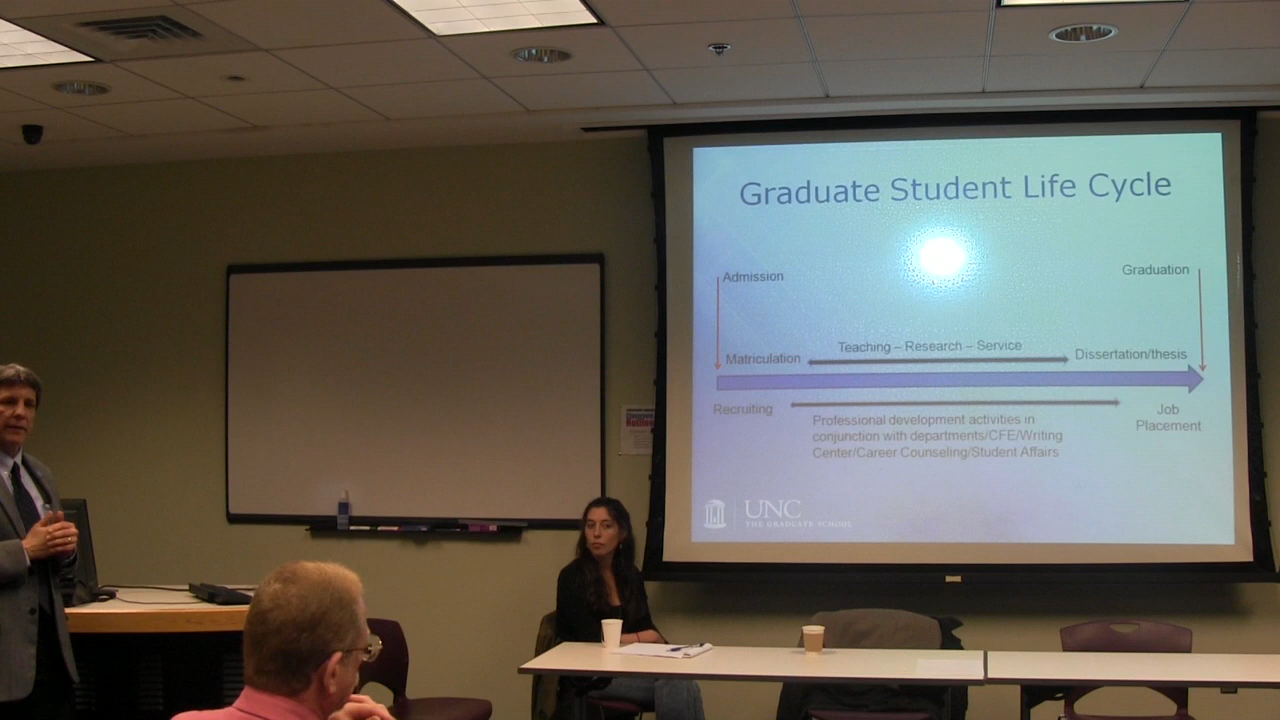 Graduate Student Life Cycle
Admission
Graduation
Teaching – Research – Service
Matriculation
Dissertation/thesis
Recruiting
Professional development activities in
conjunction with departments/CFE/Writing
Center/Career Counseling/Student Affairs
Job
Placement
UNC
THE GRADUATE SCHOOL